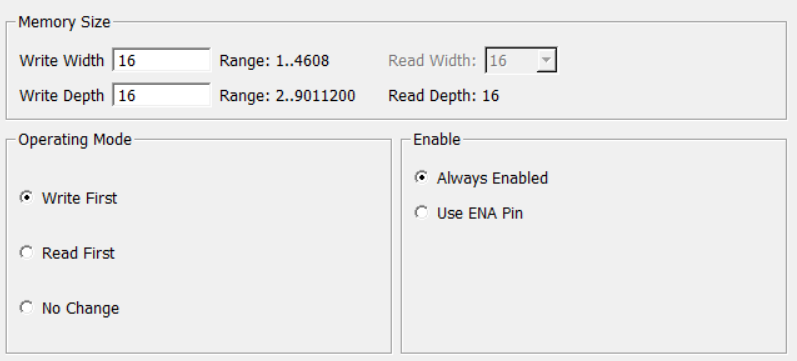 Memory Size
Write Width 16 Range: 1..4608 Read Width: 16
Write Depth 16 Range: 2..9011200 Read Depth: 16
Operating Mode
Write First
Read First
No Change
Enable
Always Enabled
Use ENA Pin